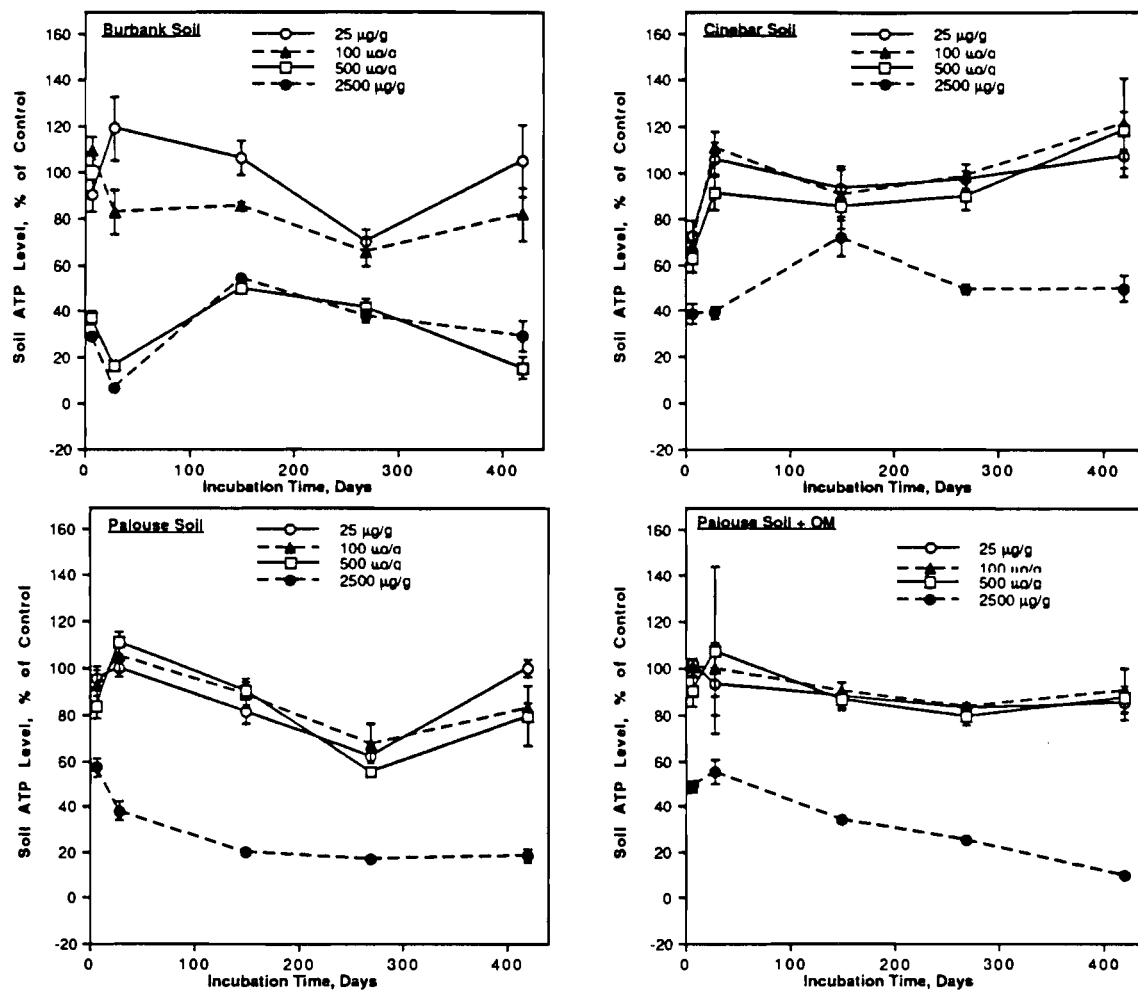 Burbank Soil
25 µg/g
100 µg/g
500 µg/g
2500 µg/g
Soil ATP Level, % of Control
160
140
120
100
80
60
40
20
0
-20
0 100 200 300 400
Incubation Time, Days
Cinebar Soil
25 µg/g
100 µg/g
500 µg/g
2500 µg/g
Soil ATP Level, % of Control
160
140
120
100
80
60
40
20
0
-20
0 100 200 300 400
Incubation Time, Days
Palouse Soil
25 µg/g
100 µg/g
500 µg/g
2500 µg/g
Soil ATP Level, % of Control
160
140
120
100
80
60
40
20
0
-20
0 100 200 300 400
Incubation Time, Days
Palouse Soil + OM
25 µg/g
100 µg/g
500 µg/g
2500 µg/g
Soil ATP Level, % of Control
160
140
120
100
80
60
40
20
0
-20
0 100 200 300 400
Incubation Time, Days